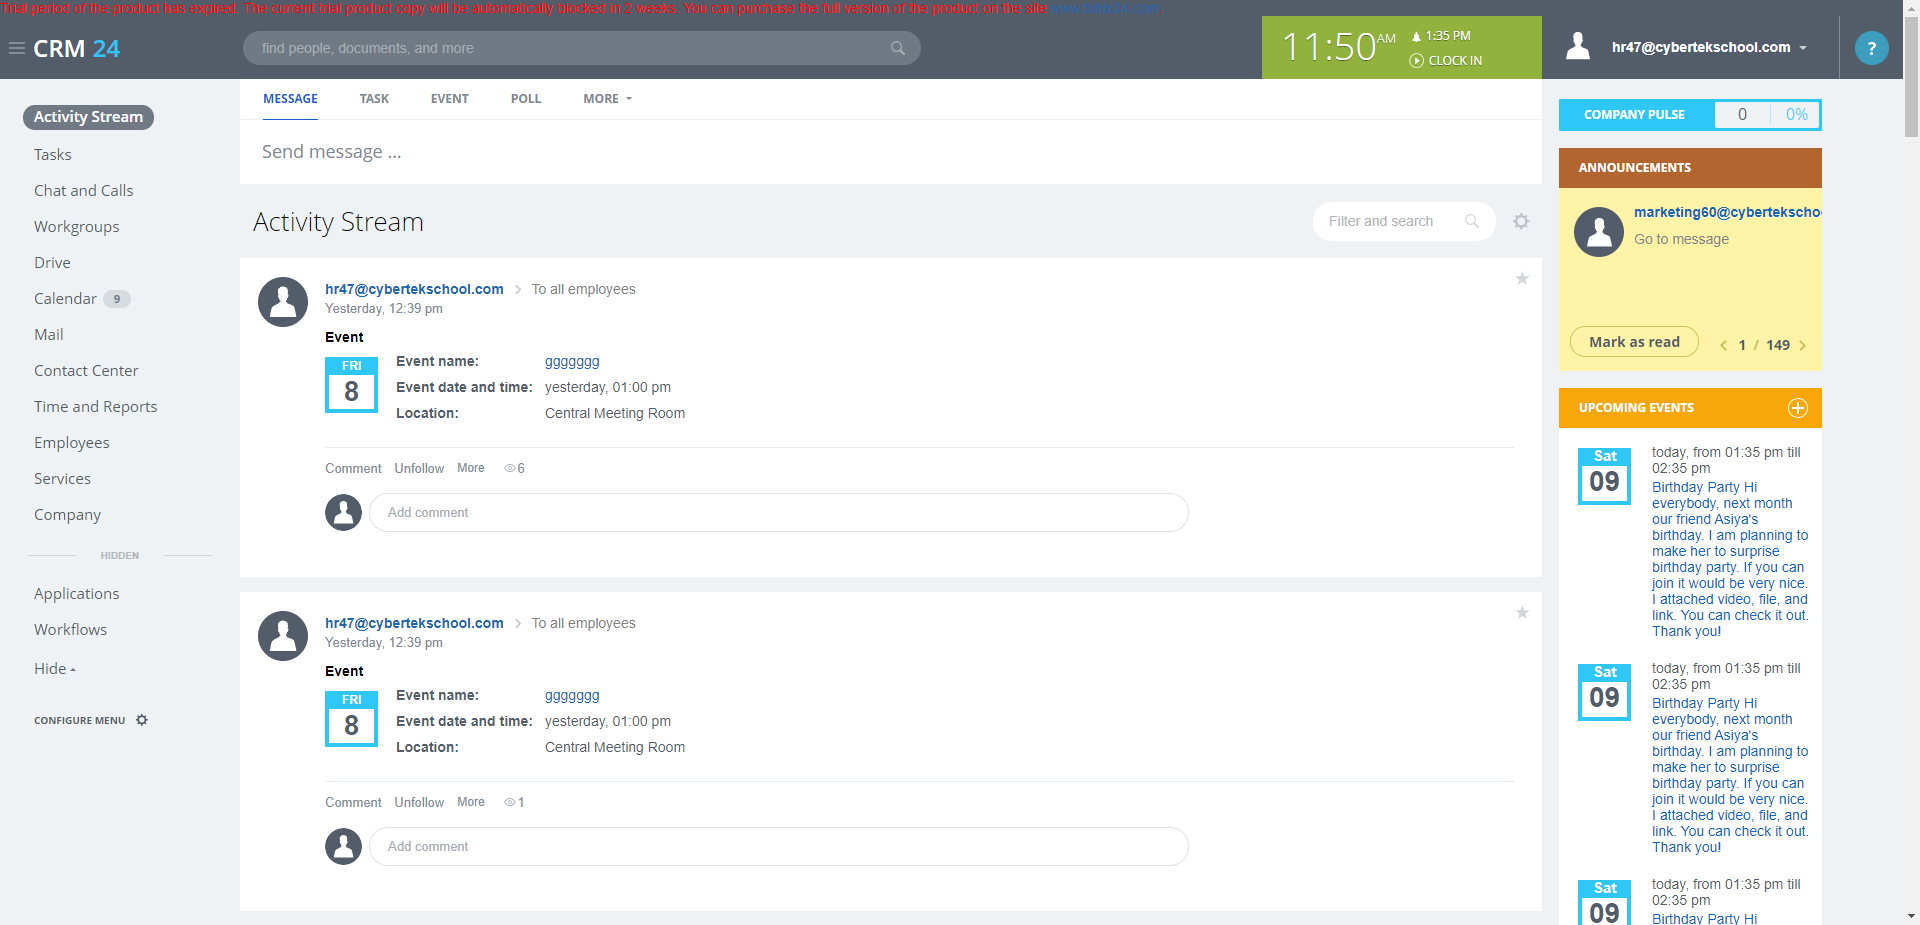 Trial period of the product has expired. The current trial product copy will be automatically blocked in 2 weeks. You can purchase the full version of the product on the site
CRM 24
find people, documents, and more
11:50 AM
1:35 PM
CLOCK IN
hr47@cybertekschool.com
?
Activity Stream
Tasks
Chat and Calls
Workgroups
Drive
Calendar 9
Mail
Contact Center
Time and Reports
Employees
Services
Company
HIDDEN
Applications
Workflows
Hide
CONFIGURE MENU
MESSAGE TASK EVENT POLL MORE
Send message ...
Activity Stream
Filter and search
hr47@cybertekschool.com To all employees
Yesterday, 12:39 pm
Event
FRI
8
Event name: ggggggg
Event date and time: yesterday, 01:00 pm
Location: Central Meeting Room
Comment Unfollow More 6
Add comment
hr47@cybertekschool.com To all employees
Yesterday, 12:39 pm
Event
FRI
8
Event name: ggggggg
Event date and time: yesterday, 01:00 pm
Location: Central Meeting Room
Comment Unfollow More 1
Add comment
COMPANY PULSE 0 0%
ANNOUNCEMENTS
marketing60@cybertekscho
Go to message
Mark as read
1 / 149
UPCOMING EVENTS
Sat
09
today, from 01:35 pm till
02:35 pm
Birthday Party Hi
everybody, next month
our friend Asiya's
birthday. I am planning to
make her to surprise
birthday party. If you can
join it would be very nice.
I attached video, file, and
link. You can check it out.
Thank you!
Sat
09
today, from 01:35 pm till
02:35 pm
Birthday Party Hi
everybody, next month
our friend Asiya's
birthday. I am planning to
make her to surprise
birthday party. If you can
join it would be very nice.
I attached video, file, and
link. You can check it out.
Thank you!
Sat
09
today, from 01:35 pm till
02:35 pm
Birthday Party Hi